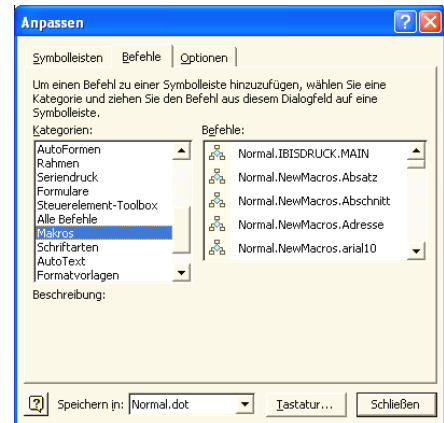 Anpassen
Symbolleisten Befehle Optionen
Um einen Befehl zu einer Symbolleiste hinzuzufügen, wählen Sie eine
Kategorie und ziehen Sie den Befehl aus diesem Dialogfeld auf eine
Symbolleiste.
Kategorien:
AutoFormen
Rahmen
Seriendruck
Formulare
Steuerelement-Toolbox
Alle Befehle
Makros
Schriftarten
AutoText
Formatvorlagen
Befehle:
Normal.IBISDRUCK.MAIN
Normal.NewMacros.Absatz
Normal.NewMacros.Abschnitt
Normal.NewMacros.Adresse
Normal.NewMacros.arial10
Beschreibung:
Speichern in: Normal.dot Tastatur... Schließen